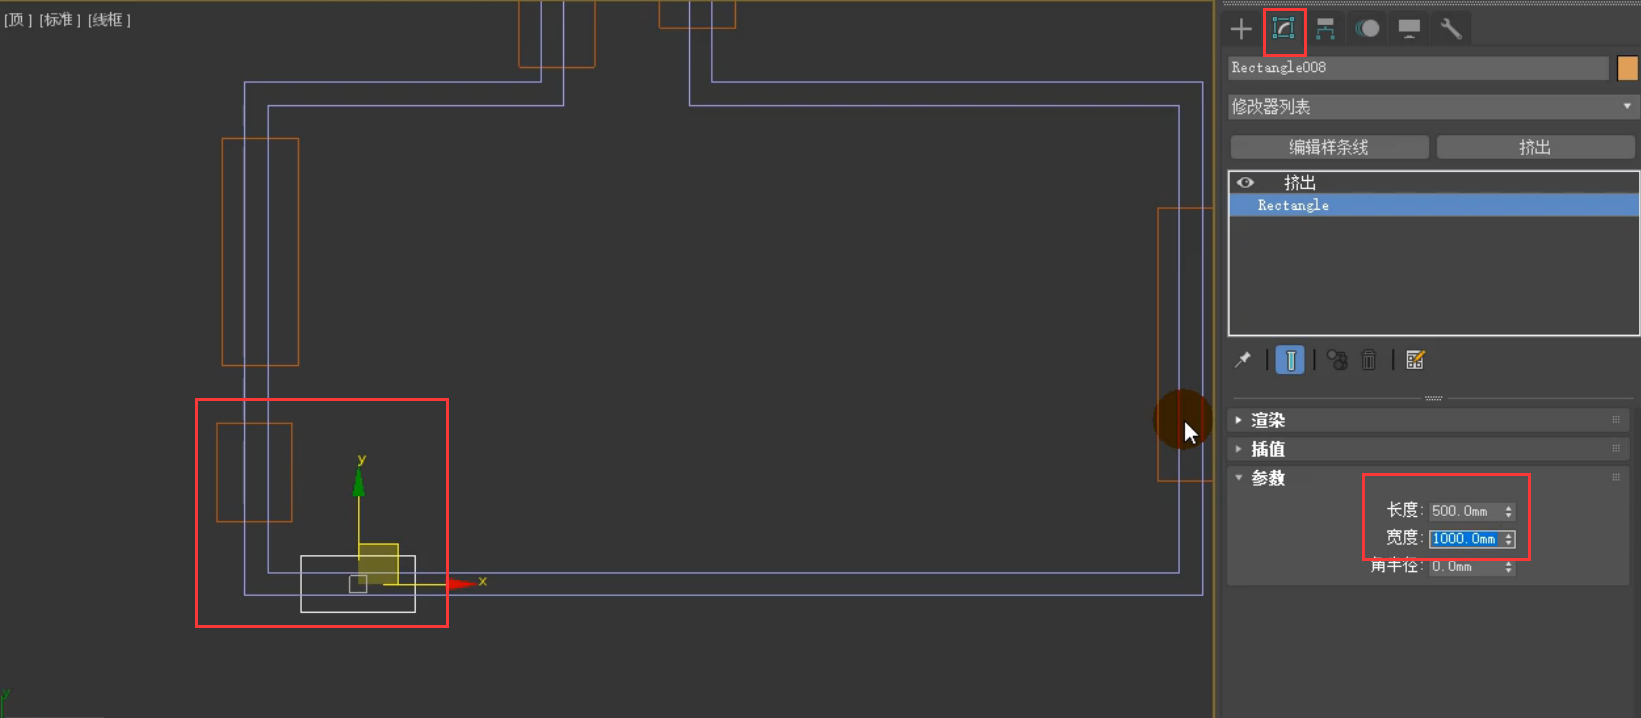 [顶] [标准] [线框]
y
x
y
Rectangle008
修改器列表
编辑样条线 挤出
挤出
Rectangle
渲染
插值
参数
长度: 500.0mm
宽度: 1000.0mm
角半径: 0.0mm